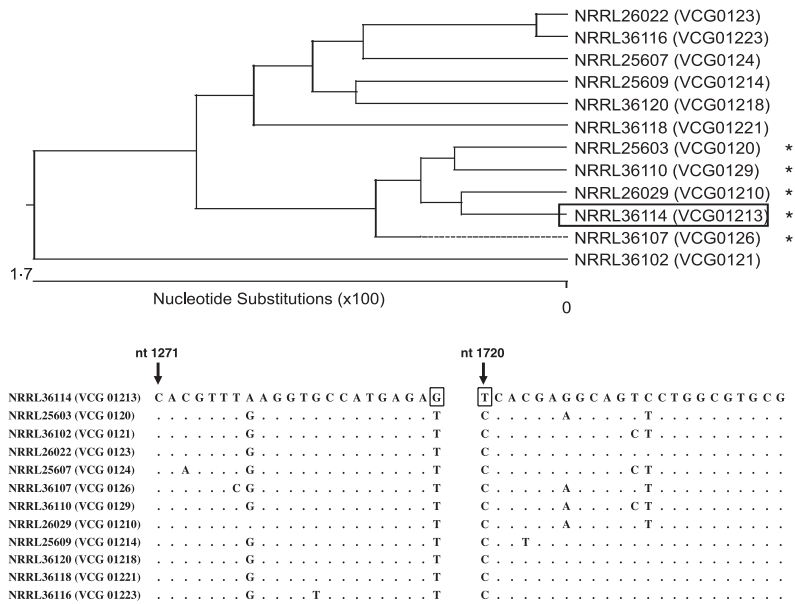 NRRL26022 (VCG0123)
NRRL36116 (VCG01223)
NRRL25607 (VCG0124)
NRRL25609 (VCG01214)
NRRL36120 (VCG01218)
NRRL36118 (VCG01221)
NRRL25603 (VCG0120) *
NRRL36110 (VCG0129) *
NRRL26029 (VCG01210) *
NRRL36114 (VCG01213) *
NRRL36107 (VCG0126) *
NRRL36102 (VCG0121)
1·7
Nucleotide Substitutions (x100) 0
nt 1271 nt 1720
NRRL36114 (VCG 01213) C A C G T T T A A G G T G C C A T G A G A G T C A C G A G G C A G T C C T G G C G T G C G
NRRL25603 (VCG 0120) . . . . . . . G . . . . . . . . . . . . . T C . . . . . A . . . . . T . . . . . . . . . .
NRRL36102 (VCG 0121) . . . . . . . G . . . . . . . . . . . . . T C . . . . . . . . . . C T . . . . . . . . . .
NRRL26022 (VCG 0123) . . . . . . . G . . . . . . . . . . . . . T C . . . . . . . . . . . . . . . . . . . . . .
NRRL25607 (VCG 0124) . . A . . . . G . . . . . . . . . . . . . T C . . . . . . . . . . C T . . . . . . . . . .
NRRL36107 (VCG 0126) . . . . . . C G . . . . . . . . . . . . . T C . . . . . A . . . . . T . . . . . . . . . .
NRRL36110 (VCG 0129) . . . . . . . G . . . . . . . . . . . . . T C . . . . . A . . . . C T . . . . . . . . . .
NRRL26029 (VCG 01210) . . . . . . . . . . . . . . . . . . . . . T C . . . . . A . . . . . T . . . . . . . . . .
NRRL25609 (VCG 01214) . . . . . . . G . . . . . . . . . . . . . T C . . T . . . . . . . . . . . . . . . . . . .
NRRL36120 (VCG 01218) . . . . . . . G . . . . . . . . . . . . . T C . . . . . . . . . . . . . . . . . . . . . .
NRRL36118 (VCG 01221) . . . . . . . G . . . . . . . . . . . . . T C . . . . . . . . . . . . . . . . . . . . . .
NRRL36116 (VCG 01223) . . . . . . . G . . . . T . . . . . . . . T C . . . . . . . . . . . . . . . . . . . . . .